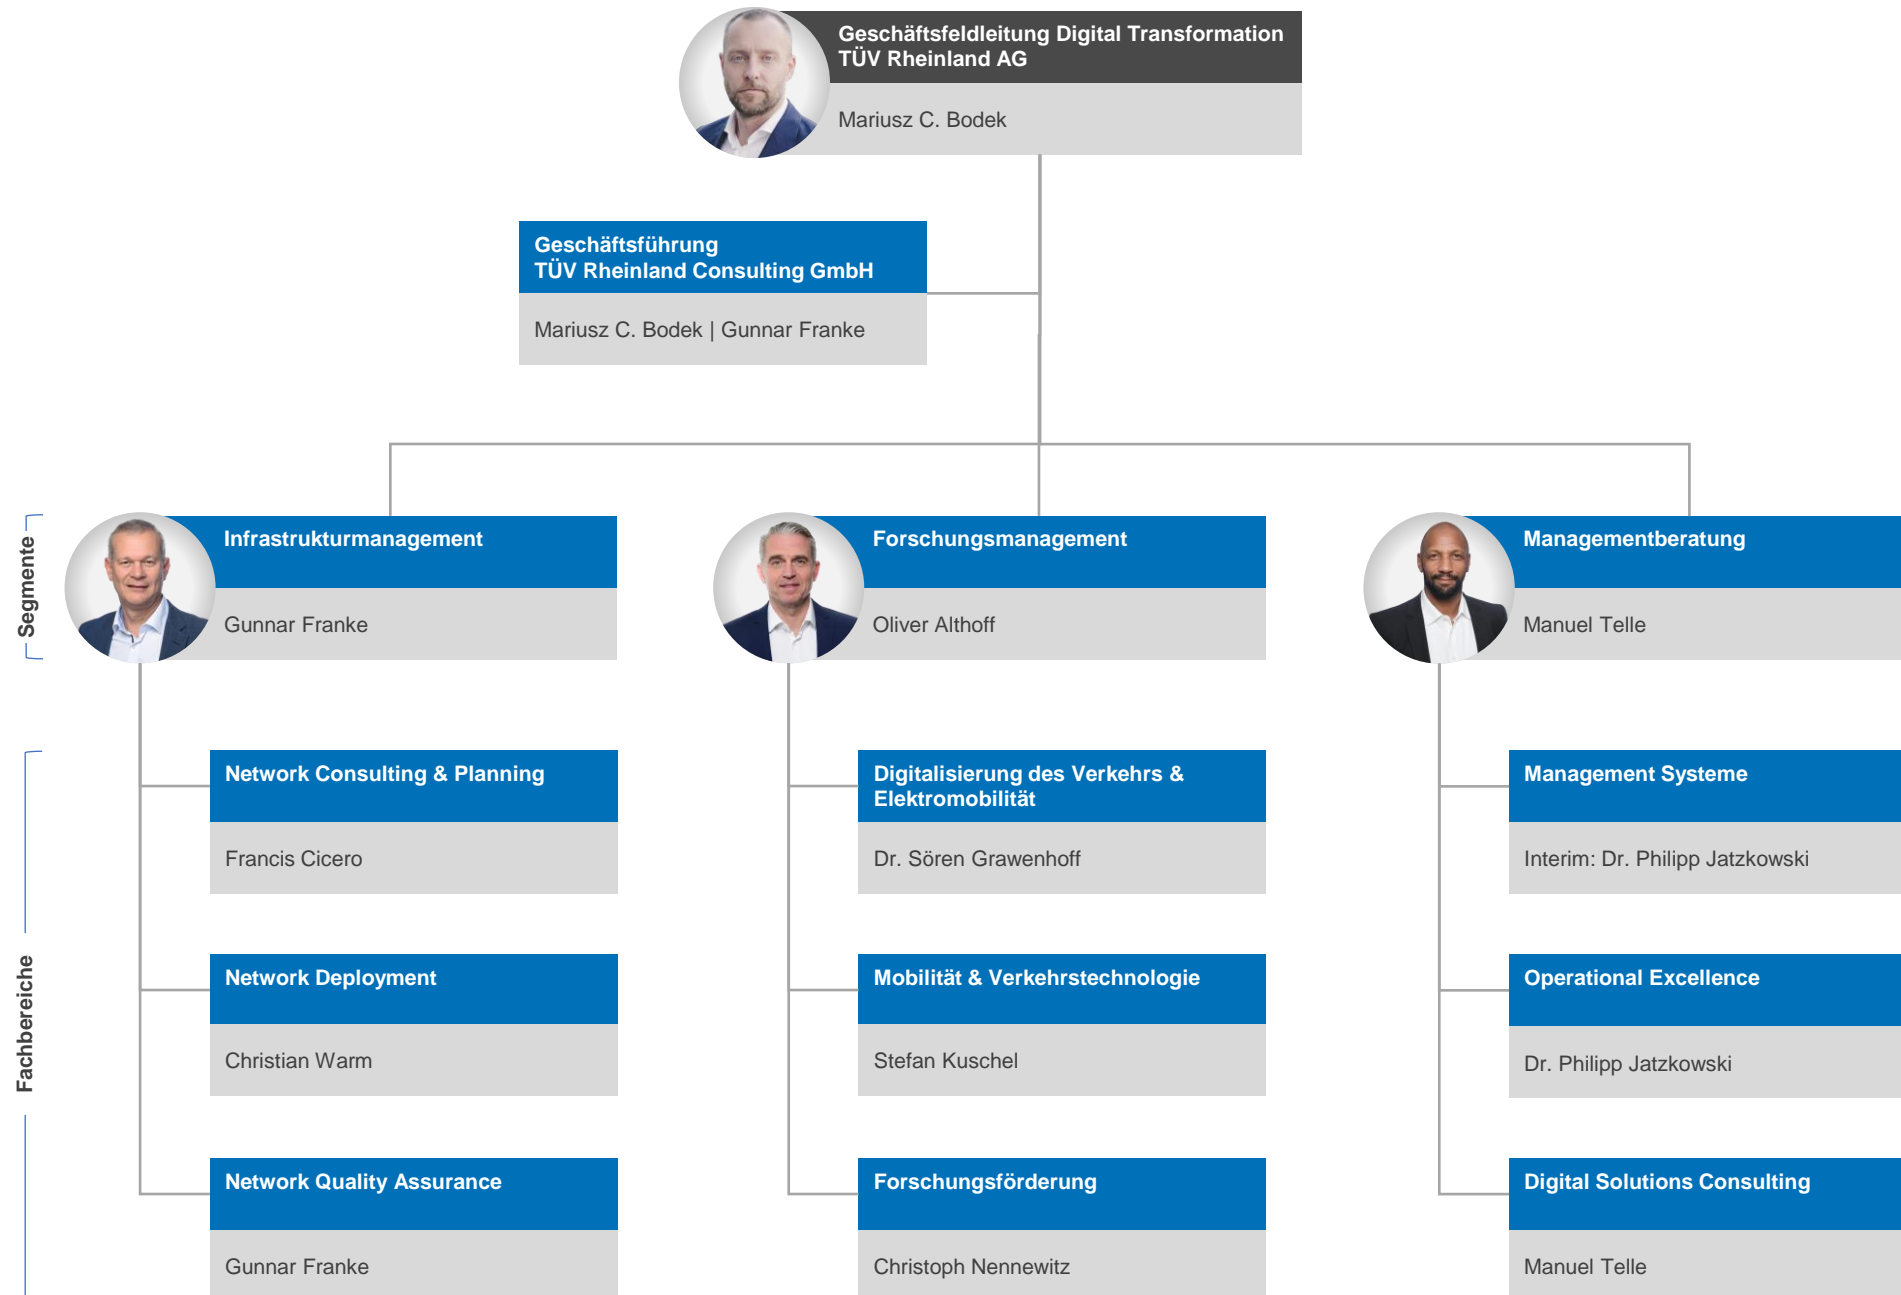 Geschäftsfeldleitung Digital Transformation
TÜV Rheinland AG
Mariusz C. Bodek
Geschäftsführung
TÜV Rheinland Consulting GmbH
Mariusz C. Bodek | Gunnar Franke
Segmente
Infrastrukturmanagement
Gunnar Franke
Forschungsmanagement
Oliver Althoff
Managementberatung
Manuel Telle
Fachbereiche
Network Consulting & Planning
Francis Cicero
Digitalisierung des Verkehrs &
Elektromobilität
Dr. Sören Grawenhoff
Management Systeme
Interim: Dr. Philipp Jatzkowski
Network Deployment
Christian Warm
Mobilität & Verkehrstechnologie
Stefan Kuschel
Operational Excellence
Dr. Philipp Jatzkowski
Network Quality Assurance
Gunnar Franke
Forschungsförderung
Christoph Nennewitz
Digital Solutions Consulting
Manuel Telle